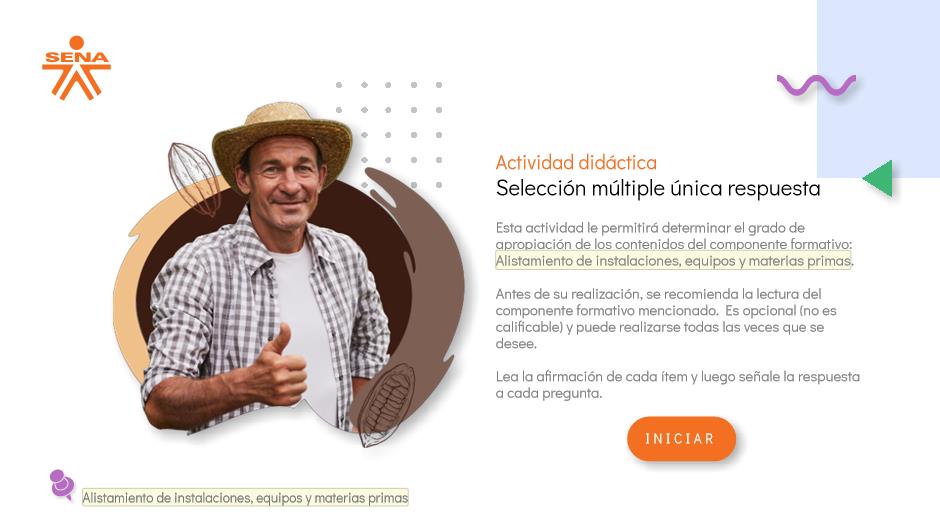 SENA
Actividad didáctica
Selección múltiple única respuesta
Esta actividad le permitirá determinar el grado de
apropiación de los contenidos del componente formativo:
Alistamiento de instalaciones, equipos y materias primas.
Antes de su realización, se recomienda la lectura del
componente formativo mencionado. Es opcional (no es
calificable) y puede realizarse todas las veces que se
desee.
Lea la afirmación de cada ítem y luego señale la respuesta
a cada pregunta.
INICIAR
Alistamiento de instalaciones, equipos y materias primas